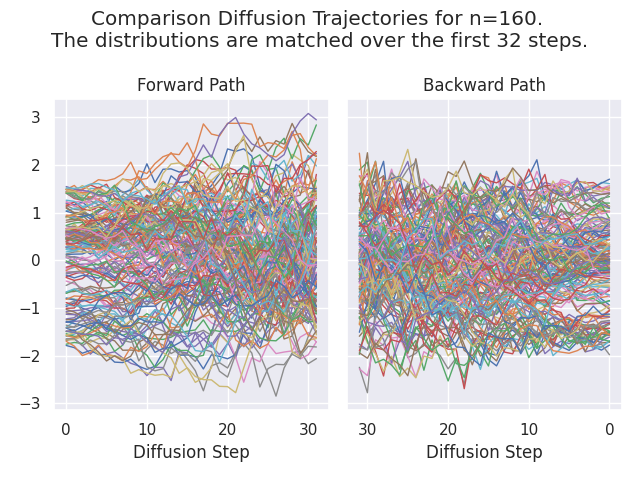 Comparison Diffusion Trajectories for n=160.
The distributions are matched over the first 32 steps.
Forward Path
Backward Path
3
2
1
0
−1
−2
−3
0 10 20 30
30 20 10 0
Diffusion Step
Diffusion Step